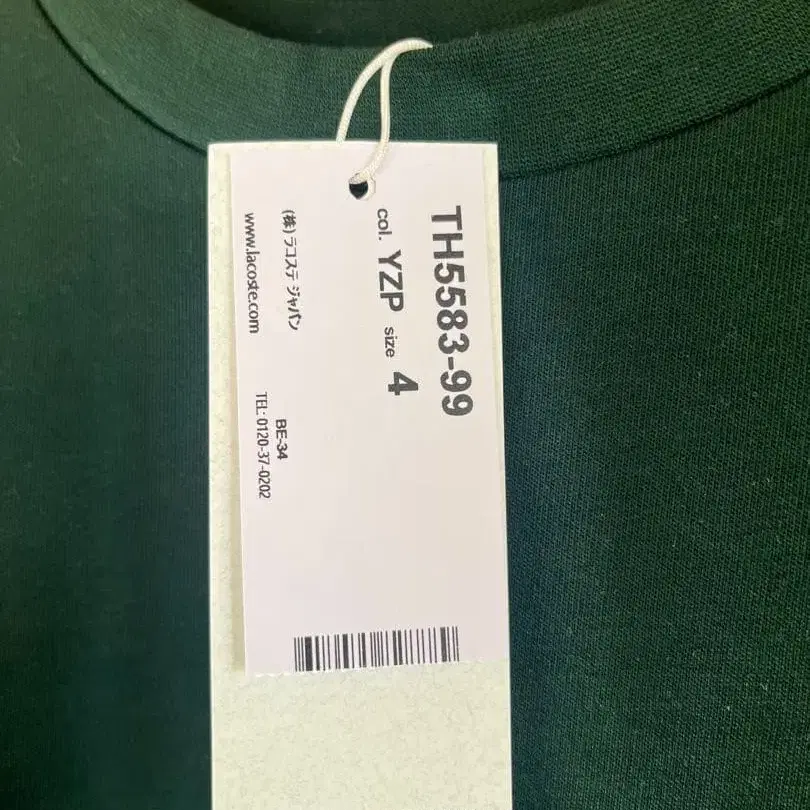 TH5583-99
col. YZP size 4
(株)ラコステ ジャパン
BE-34
www.lacoste.com
TEL: 0120-37-0202